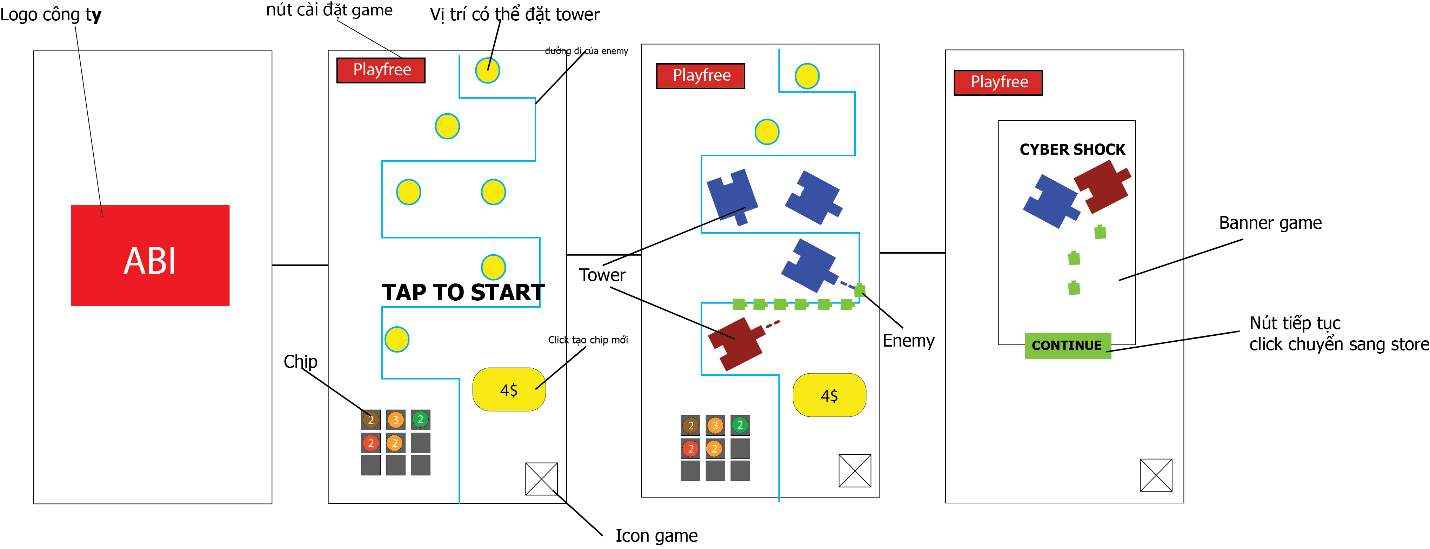 Logo công ty
nút cài đặt game
Vị trí có thể đặt tower
đường đi của enemy
ABI
Playfree
TAP TO START
Click tạo chip mới
4$
Chip
2 3 2
2 2
Icon game
Playfree
Tower
Enemy
4$
2 3 2
2 2
Playfree
CYBER SHOCK
Banner game
CONTINUE
Nút tiếp tục
click chuyển sang store